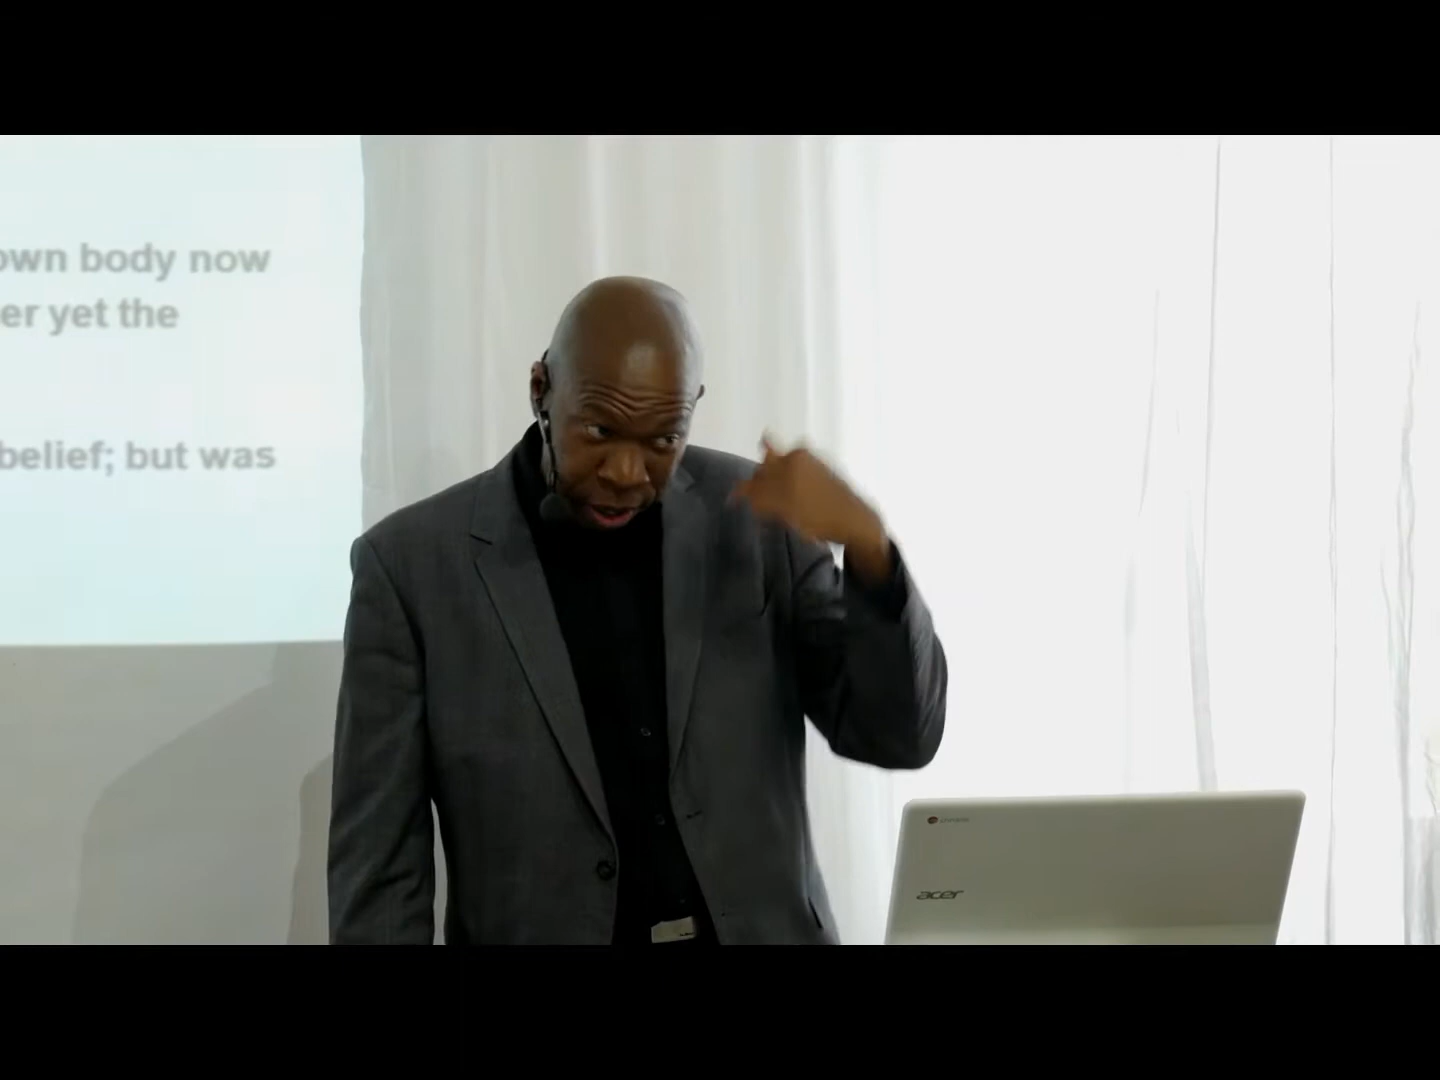 own body now
er yet the
belief; but was
acer